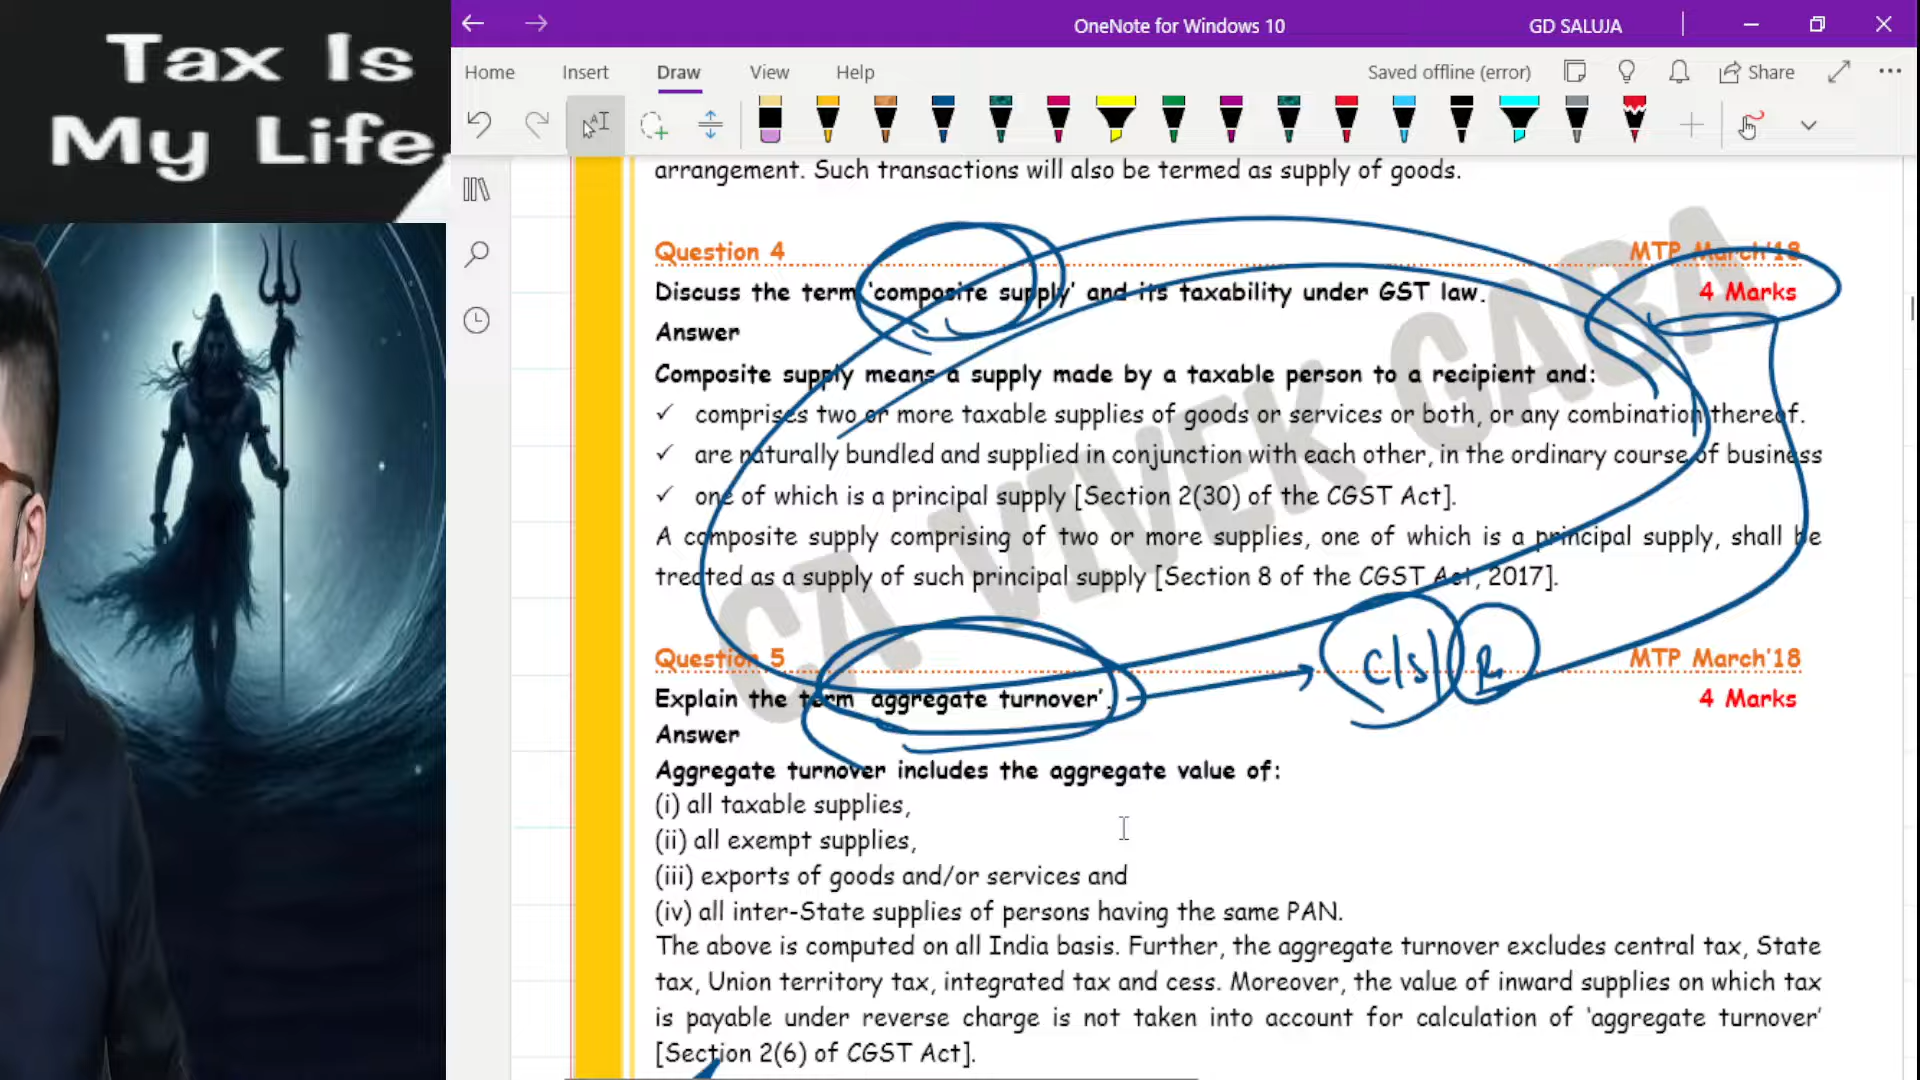 Tax Is
My Life,
OneNote for Windows 10
GD SALUJA
Home Insert Draw View Help
Saved offline (error)
Share
arrangement. Such transactions will also be termed as supply of goods.
Question 4 MTP March'18
Discuss the term 'composite supply' and its taxability under GST law. 4 Marks
Answer
Composite supply means a supply made by a taxable person to a recipient and:
✓ comprises two or more taxable supplies of goods or services or both, or any combination thereof.
✓ are naturally bundled and supplied in conjunction with each other, in the ordinary course of business
✓ one of which is a principal supply [Section 2(30) of the CGST Act].
A composite supply comprising of two or more supplies, one of which is a principal supply, shall be
treated as a supply of such principal supply [Section 8 of the CGST Act, 2017].
CA VIVEK GABA
Question 5 MTP March'18
C/S R
Explain the term 'aggregate turnover'. 4 Marks
Answer
Aggregate turnover includes the aggregate value of:
(i) all taxable supplies,
(ii) all exempt supplies,
(iii) exports of goods and/or services and
(iv) all inter-State supplies of persons having the same PAN.
The above is computed on all India basis. Further, the aggregate turnover excludes central tax, State
tax, Union territory tax, integrated tax and cess. Moreover, the value of inward supplies on which tax
is payable under reverse charge is not taken into account for calculation of 'aggregate turnover'
[Section 2(6) of CGST Act].